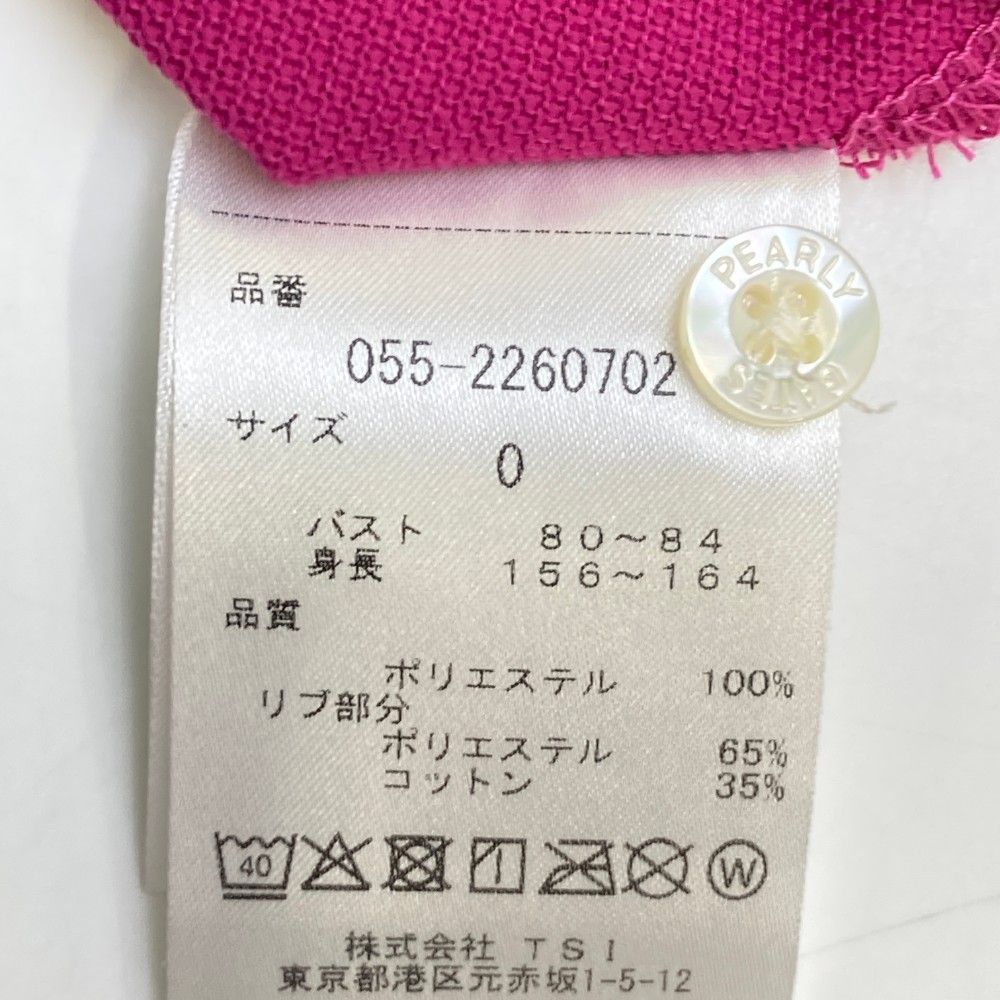 品番
055-2260702
PEARLY
GATES
サイズ
0
バスト 80～84
身長 156～164
品質
ポリエステル 100%
リブ部分
ポリエステル 65%
コットン 35%
40
W
株式会社 TSI
東京都港区元赤坂1-5-12